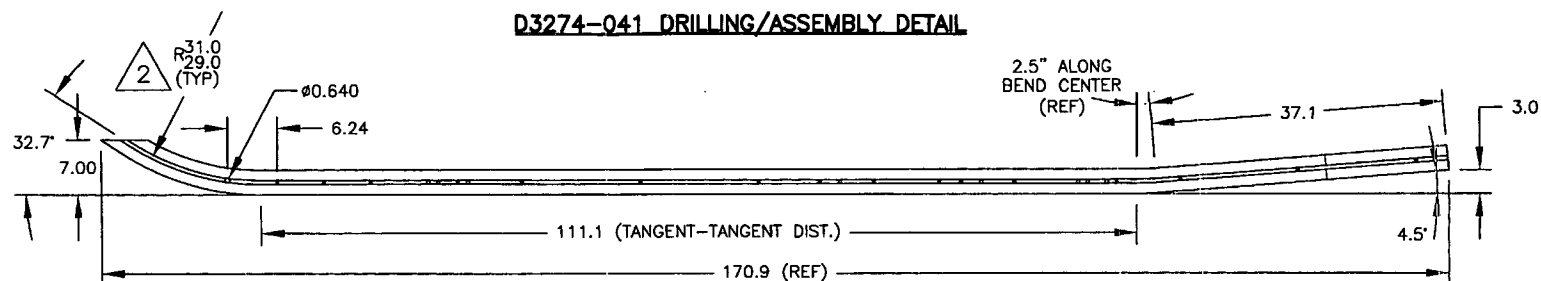 D3274-041 DRILLING/ASSEMBLY DETAIL
2
R31.0
29.0
(TYP)
ø0.640
6.24
32.7°
7.00
2.5" ALONG
BEND CENTER
(REF)
37.1
3.0
4.5°
111.1 (TANGENT-TANGENT DIST.)
170.9 (REF)